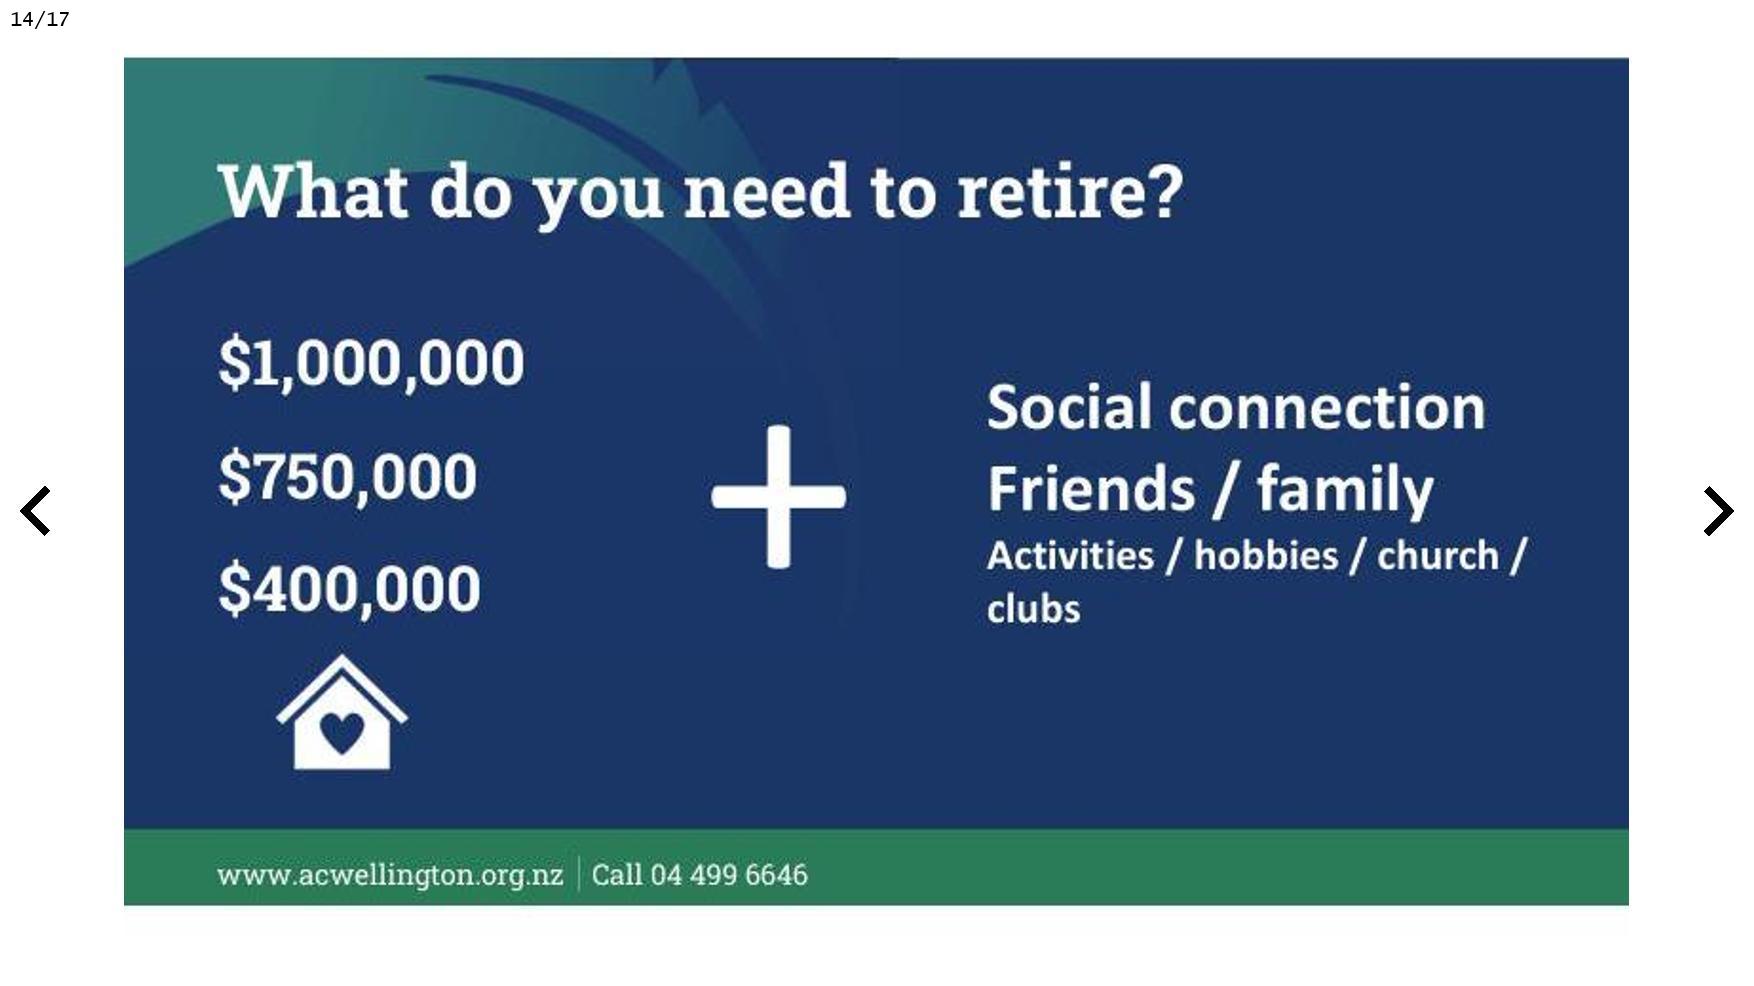 14/17
What do you need to retire?
$1,000,000
$750,000
$400,000
Social connection
Friends / family
Activities / hobbies / church /
clubs
www.acwellington.org.nz | Call 04 499 6646